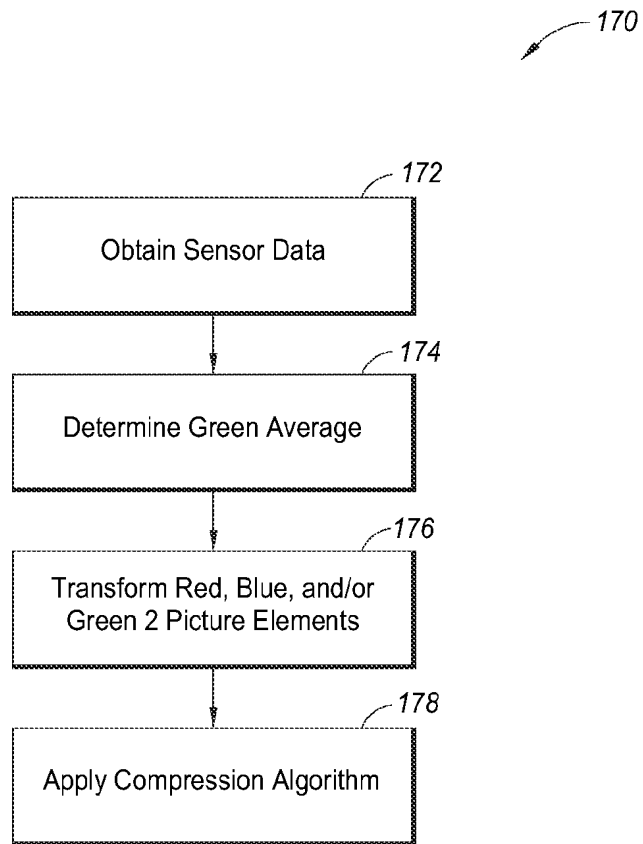 170
172
Obtain Sensor Data
174
Determine Green Average
176
Transform Red, Blue, and/or
Green 2 Picture Elements
178
Apply Compression Algorithm